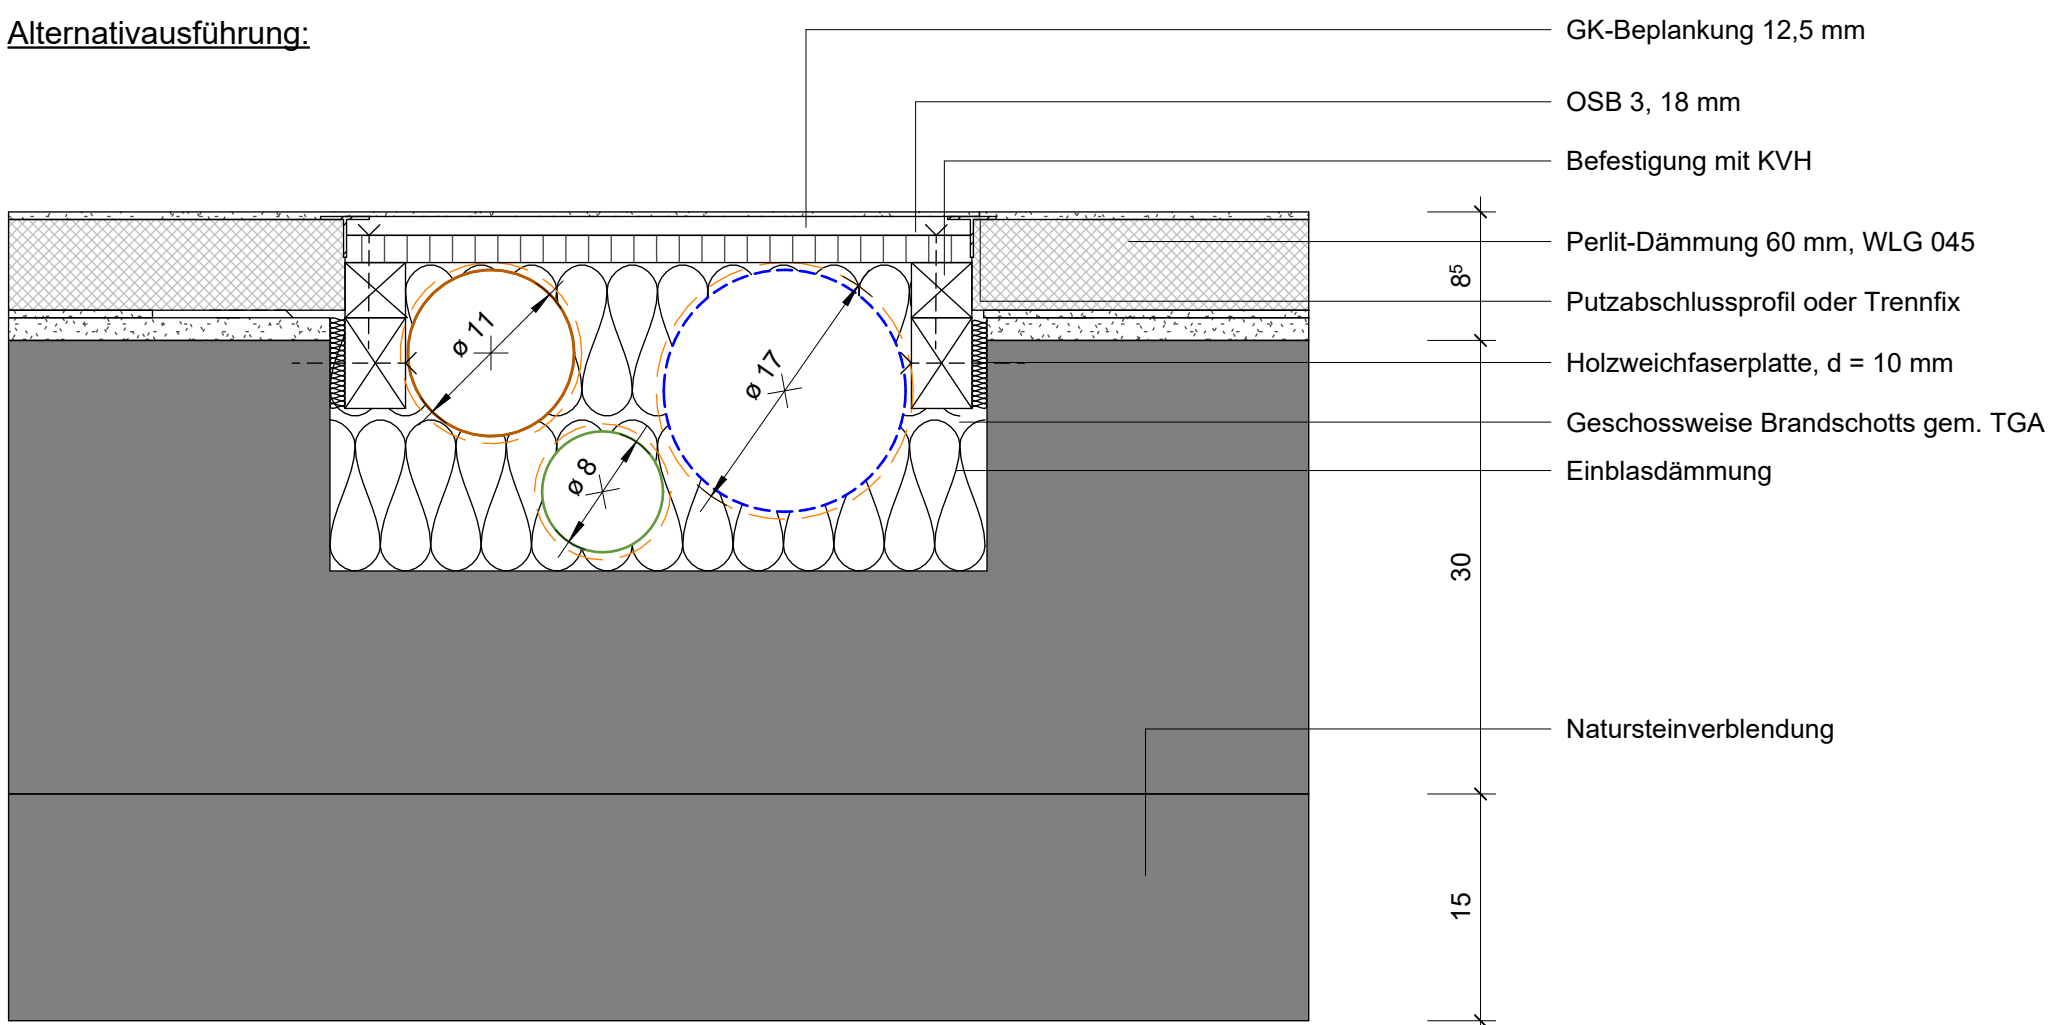 Alternativausführung:
GK-Beplankung 12,5 mm
OSB 3, 18 mm
Befestigung mit KVH
Perlit-Dämmung 60 mm, WLG 045
Putzabschlussprofil oder Trennfix
Holzweichfaserplatte, d = 10 mm
Geschossweise Brandschotts gem. TGA
Einblasdämmung
Natursteinverblendung
ø 11
ø 17
ø 8
8⁵
30
15